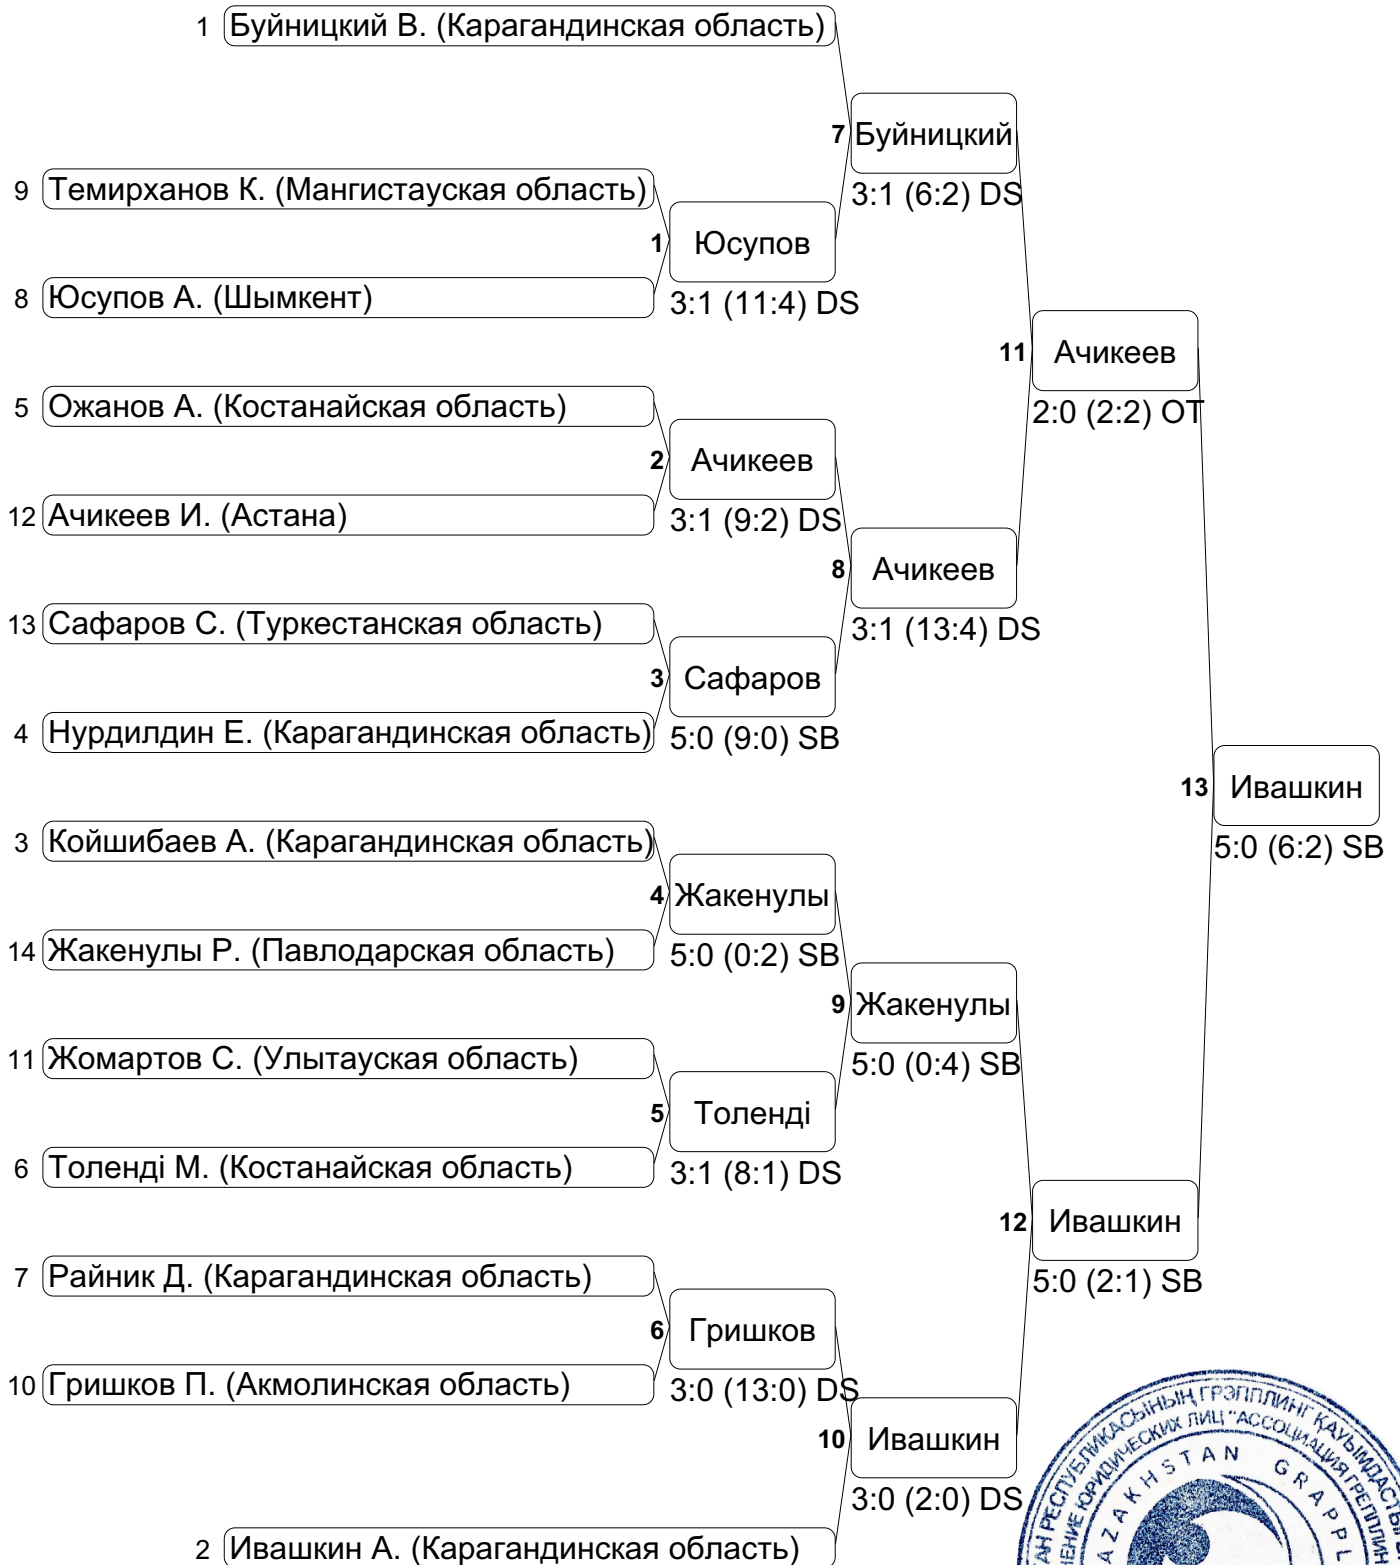 1 Буйницкий В. (Карагандинская область)
7 Буйницкий
3:1 (6:2) DS
9 Темирханов К. (Мангистауская область)
1 Юсупов
8 Юсупов А. (Шымкент)
3:1 (11:4) DS
11 Ачикеев
2:0 (2:2) OT
5 Ожанов А. (Костанайская область)
2 Ачикеев
12 Ачикеев И. (Астана)
3:1 (9:2) DS
8 Ачикеев
3:1 (13:4) DS
13 Сафаров С. (Туркестанская область)
3 Сафаров
4 Нурдилдин Е. (Карагандинская область)
5:0 (9:0) SB
13 Ивашкин
5:0 (6:2) SB
3 Койшибаев А. (Карагандинская область)
4 Жакенулы
14 Жакенулы Р. (Павлодарская область)
5:0 (0:2) SB
9 Жакенулы
5:0 (0:4) SB
11 Жомартов С. (Улытауская область)
5 Толенді
6 Толенді М. (Костанайская область)
3:1 (8:1) DS
12 Ивашкин
5:0 (2:1) SB
7 Райник Д. (Карагандинская область)
6 Гришков
10 Гришков П. (Акмолинская область)
3:0 (13:0) DS
10 Ивашкин
3:0 (2:0) DS
2 Ивашкин А. (Карагандинская область)
РЕСПУБЛИКАСЫНЫҢ ГРЭППЛИНГ
ЮРИДИЧЕСКИХ ЛИЦ "АССОЦИАЦИЯ